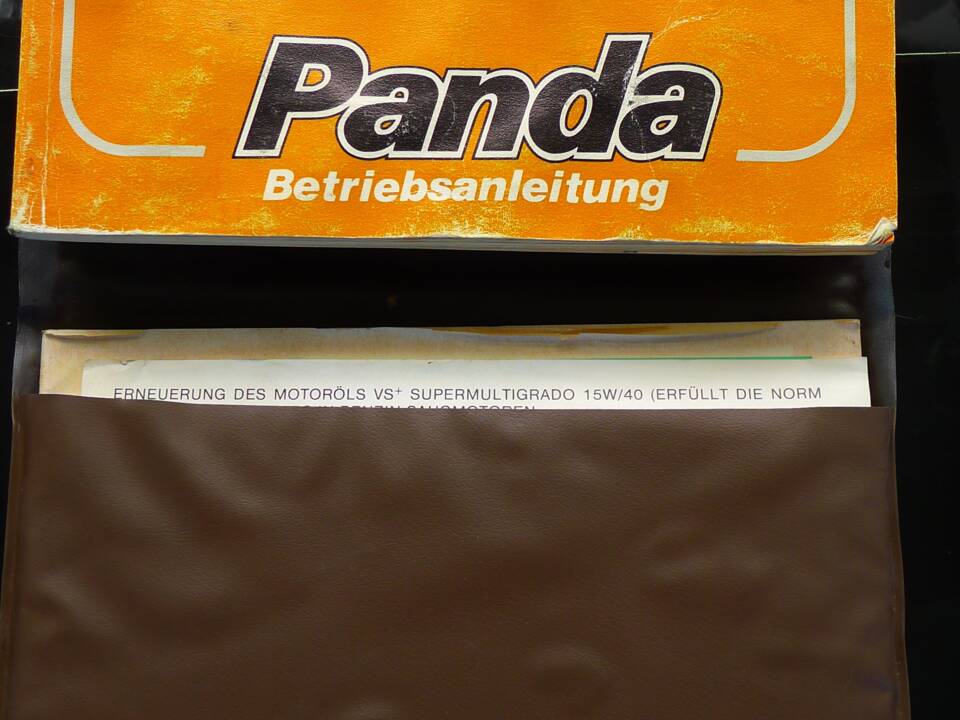 Panda
Betriebsanleitung
ERNEUERUNG DES MOTORÖLS VS+ SUPERMULTIGRADO 15W/40 (ERFÜLLT DIE NORM